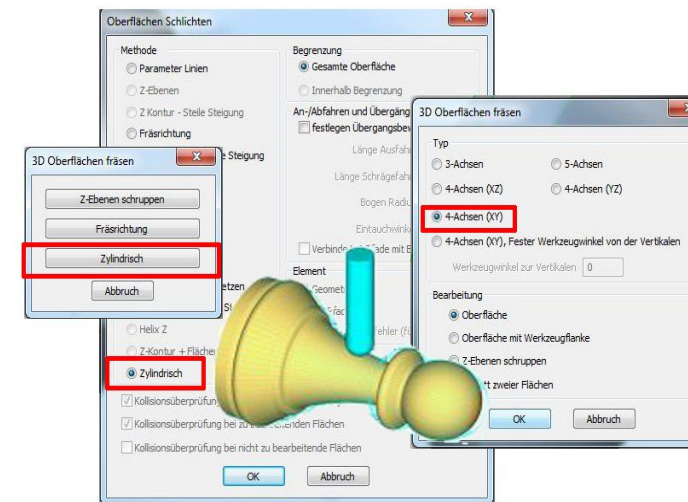 Oberflächen Schlichten
Methode
Parameter Linien
Z-Ebenen
Z Kontur - Steile Steigung
Fräsrichtung
Steigung
Helix Z
Z-Kontur + Fläche
Zylindrisch
Begrenzung
Gesamte Oberfläche
Innerhalb Begrenzung
An-/Abfahren und Übergäng
festlegen Übergangsbew
Länge Ausfah
Länge Schrägefah
Bogen Radiu
Eintauchwink
Element
Kollisionsüberprüfung
Kollisionsüberprüfung bei zu enden Flächen
Kollisionsüberprüfung bei nicht zu bearbeitende Flächen
OK Abbruch
3D Oberflächen fräsen
Z-Ebenen schruppen
Fräsrichtung
Zylindrisch
Abbruch
3D Oberflächen fräsen
Typ
3-Achsen 5-Achsen
4-Achsen (XZ) 4-Achsen (YZ)
4-Achsen (XY)
4-Achsen (XY), Fester Werkzeugwinkel von der Vertikalen
Werkzeugwinkel zur Vertikalen 0
Bearbeitung
Oberfläche
Oberfläche mit Werkzeugflanke
Z-Ebenen schruppen
tt zweier Flächen
OK Abbruch